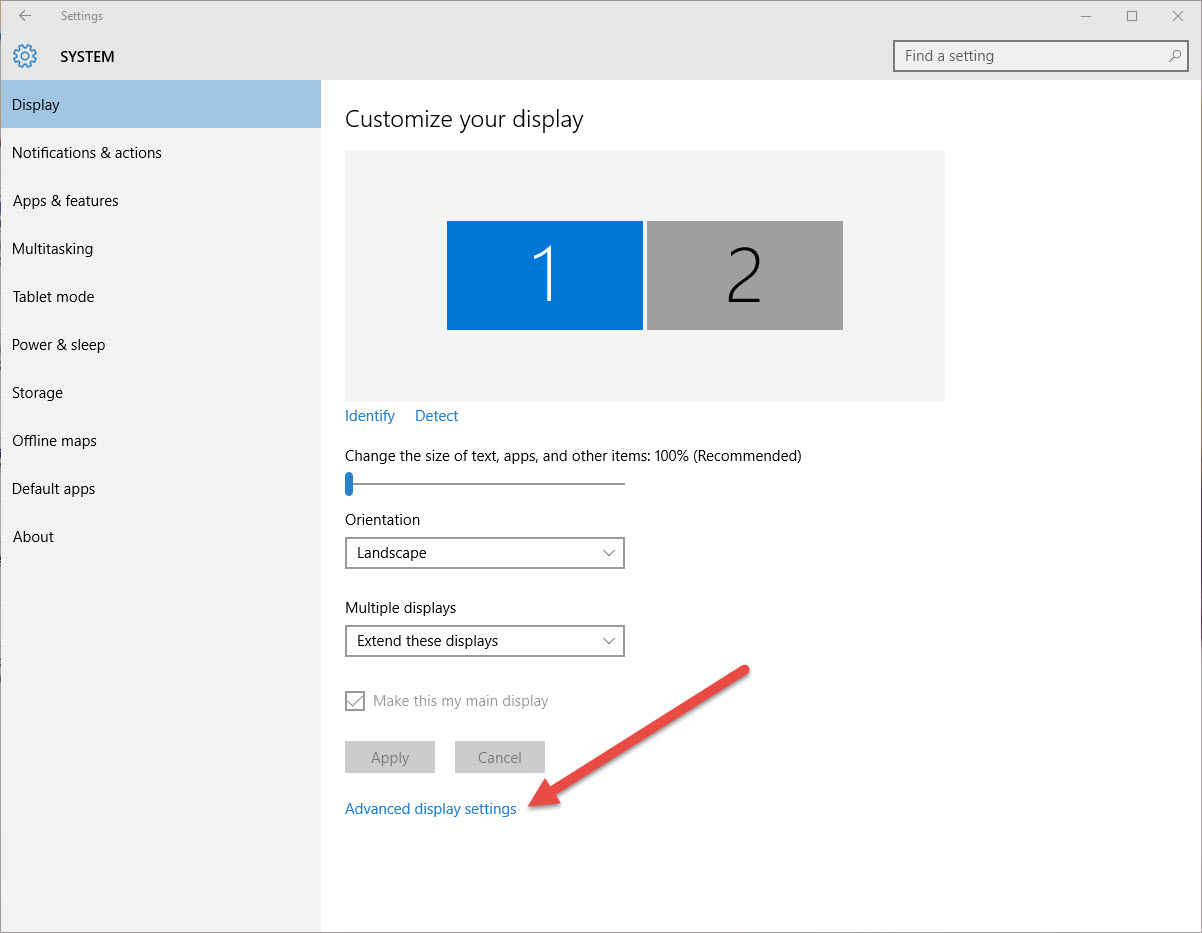 Settings
SYSTEM
Find a setting
Display
Notifications & actions
Apps & features
Multitasking
Tablet mode
Power & sleep
Storage
Offline maps
Default apps
About
Customize your display
1 2
Identify Detect
Change the size of text, apps, and other items: 100% (Recommended)
Orientation
Landscape
Multiple displays
Extend these displays
Make this my main display
Apply Cancel
Advanced display settings